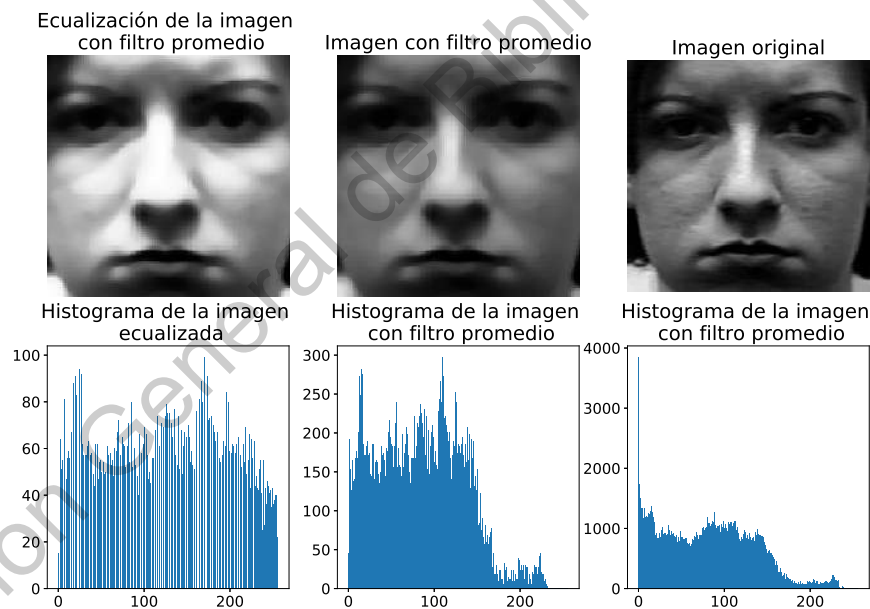 Ecualización de la imagen
con filtro promedio
Imagen con filtro promedio
Imagen original
Histograma de la imagen
ecualizada
Histograma de la imagen
con filtro promedio
Histograma de la imagen
con filtro promedio
100
80
60
40
20
0
0 100 200
300
250
200
150
100
50
0
0 100 200
4000
3000
2000
1000
0
0 100 200
General de